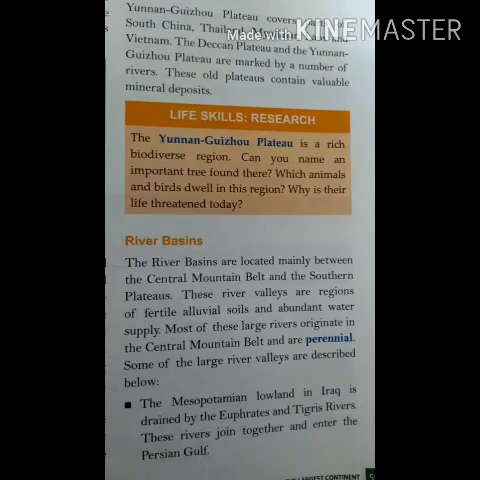 Yunnan-Guizhou Plateau covers
South China, Thailand, and
Made with KINEMASTER
Vietnam. The Deccan Plateau and the Yunnan-
Guizhou Plateau are marked by a number of
rivers. These old plateaus contain valuable
mineral deposits.
LIFE SKILLS: RESEARCH
The Yunnan-Guizhou Plateau is a rich
biodiverse region. Can you name an
important tree found there? Which animals
and birds dwell in this region? Why is their
life threatened today?
River Basins
The River Basins are located mainly between
the Central Mountain Belt and the Southern
Plateaus. These river valleys are regions
of fertile alluvial soils and abundant water
supply. Most of these large rivers originate in
the Central Mountain Belt and are perennial.
Some of the large river valleys are described
below:
■ The Mesopotamian lowland in Iraq is
drained by the Euphrates and Tigris Rivers.
These rivers join together and enter the
Persian Gulf.
LARGEST CONTINENT 5